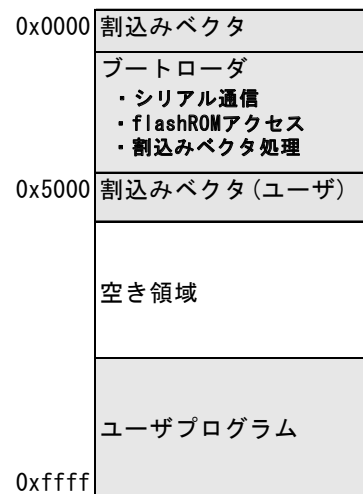 0x0000 割込みベクタ
ブートローダ
・シリアル通信
・flashROMアクセス
・割込みベクタ処理
0x5000 割込みベクタ(ユーザ)
空き領域
ユーザプログラム
0xffff